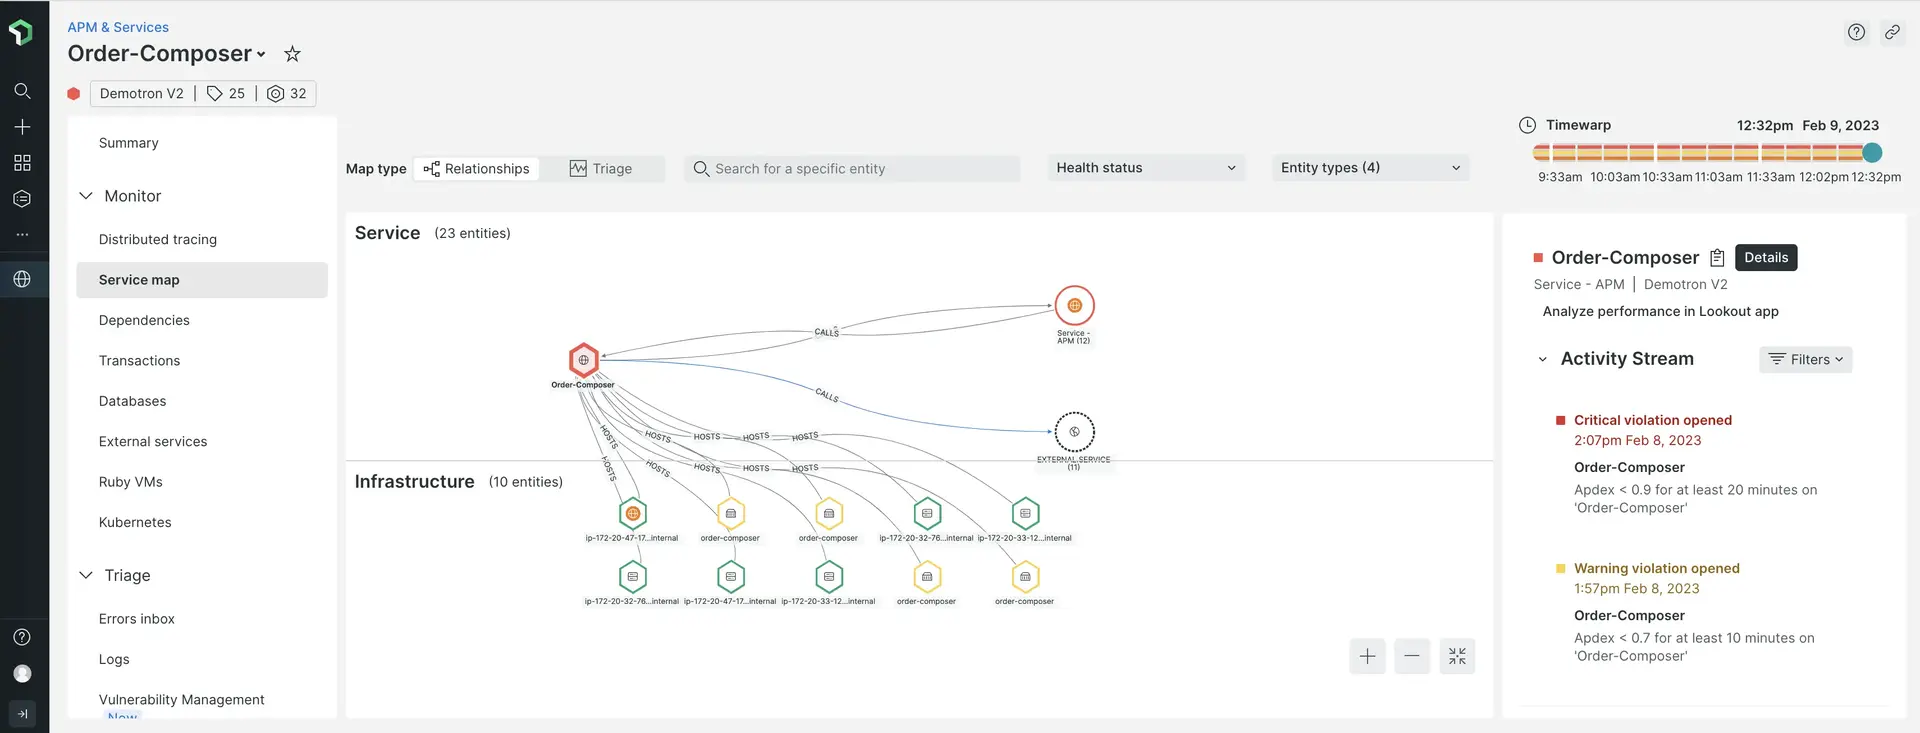 APM & Services
Order-Composer
Demotron V2 | 25 | 32
Summary
Monitor
Distributed tracing
Service map
Dependencies
Transactions
Databases
External services
Ruby VMs
Kubernetes
Triage
Errors inbox
Logs
Vulnerability Management
New
Map type
Relationships
Triage
Search for a specific entity
Health status
Entity types (4)
Timewarp
12:32pm Feb 9, 2023
9:33am 10:03am 10:33am 11:03am 11:33am 12:02pm 12:32pm
Service (23 entities)
CALLS
Service -
APM (12)
Order-Composer
CALLS
EXTERNAL SERVICE
(11)
HOSTS HOSTS HOSTS HOSTS HOSTS
HOSTS HOSTS HOSTS HOSTS HOSTS
Infrastructure (10 entities)
ip-172-20-47-17...internal order-composer order-composer ip-172-20-32-76...internal ip-172-20-33-12...internal
ip-172-20-32-76...internal ip-172-20-47-17...internal ip-172-20-33-12...internal order-composer order-composer
Order-Composer
Details
Service - APM | Demotron V2
Analyze performance in Lookout app
Activity Stream
Filters
Critical violation opened
2:07pm Feb 8, 2023
Order-Composer
Apdex < 0.9 for at least 20 minutes on
'Order-Composer'
Warning violation opened
1:57pm Feb 8, 2023
Order-Composer
Apdex < 0.7 for at least 10 minutes on
'Order-Composer'